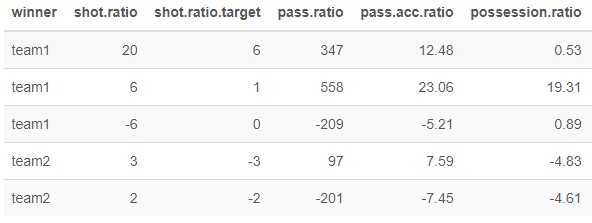 winner shot.ratio shot.ratio.target pass.ratio pass.acc.ratio possession.ratio
team1 20 6 347 12.48 0.53
team1 6 1 558 23.06 19.31
team1 -6 0 -209 -5.21 0.89
team2 3 -3 97 7.59 -4.83
team2 2 -2 -201 -7.45 -4.61